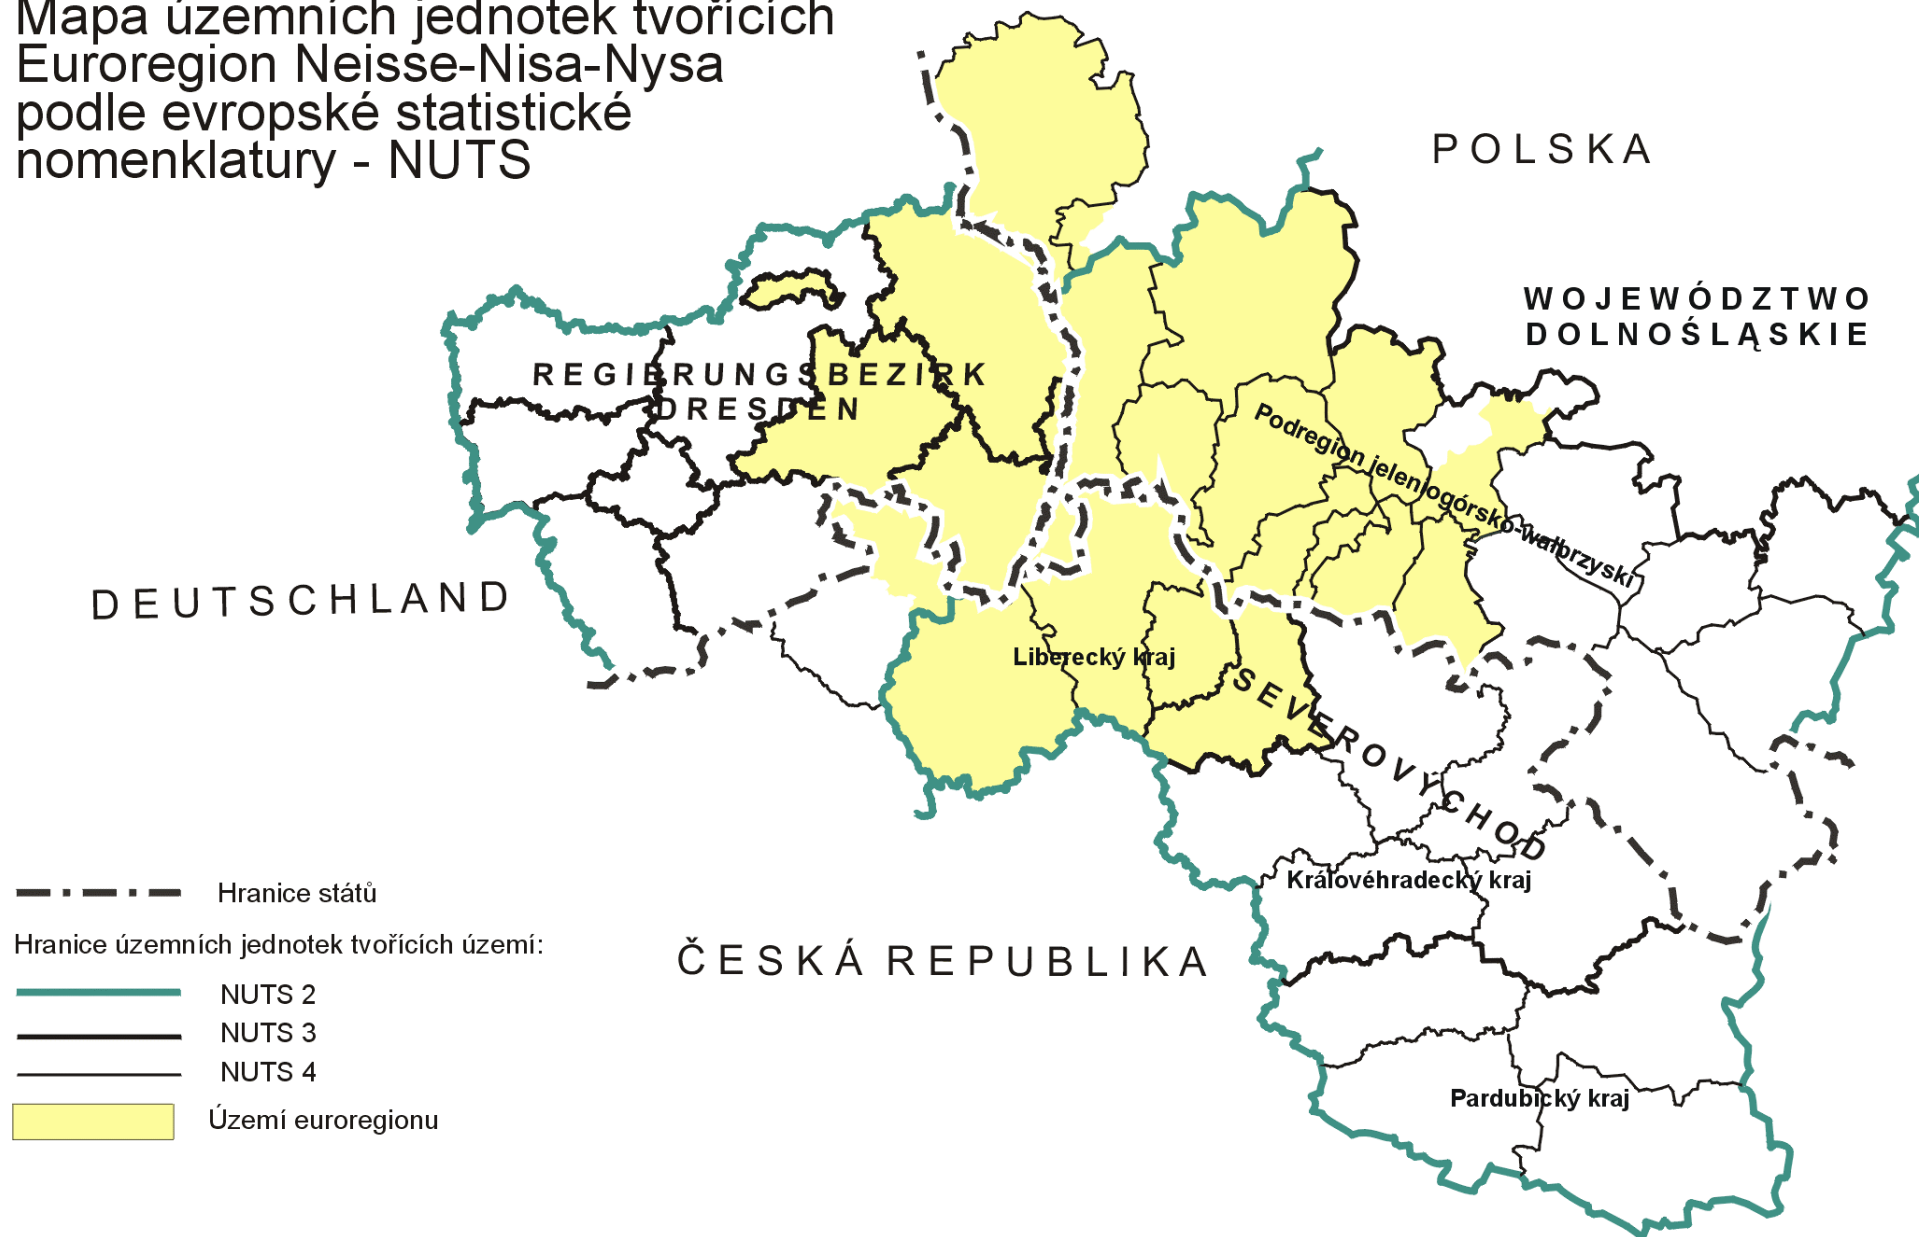 Mapa územních jednotek tvořících
Euroregion Neisse-Nisa-Nysa
podle evropské statistické
nomenklatury - NUTS
POLSKA
WOJEWÓDZTWO
DOLNOŚLĄSKIE
REGIERUNGSBEZIRK
DRESDEN
Podregion jeleniogórsko-wałbrzyski
DEUTSCHLAND
Liberecký kraj
SEVEROVÝCHOD
Královéhradecký kraj
ČESKÁ REPUBLIKA
Pardubický kraj
Hranice států
Hranice územních jednotek tvořících území:
NUTS 2
NUTS 3
NUTS 4
Území euroregionu